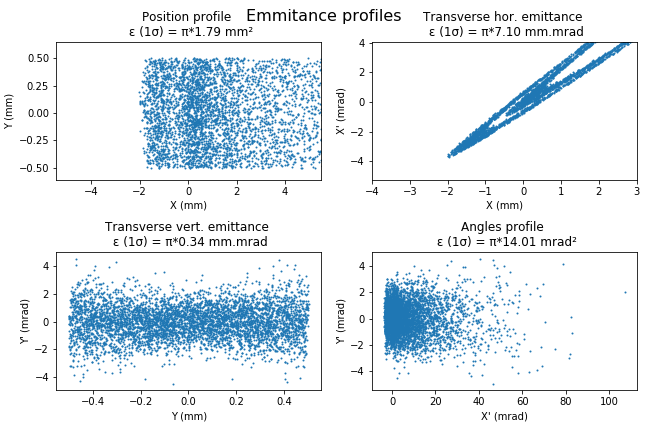 Emmitance profiles
Position profile
ε (1σ) = π*1.79 mm²
Transverse hor. emittance
ε (1σ) = π*7.10 mm.mrad
Y (mm)
0.50
0.25
0.00
−0.25
−0.50
−4 −2 0 2 4
X (mm)
X' (mrad)
4
2
0
−2
−4
−4 −3 −2 −1 0 1 2 3
X (mm)
Transverse vert. emittance
ε (1σ) = π*0.34 mm.mrad
Angles profile
ε (1σ) = π*14.01 mrad²
Y' (mrad)
4
2
0
−2
−4
−0.4 −0.2 0.0 0.2 0.4
Y (mm)
Y' (mrad)
4
2
0
−2
−4
0 20 40 60 80 100
X' (mrad)